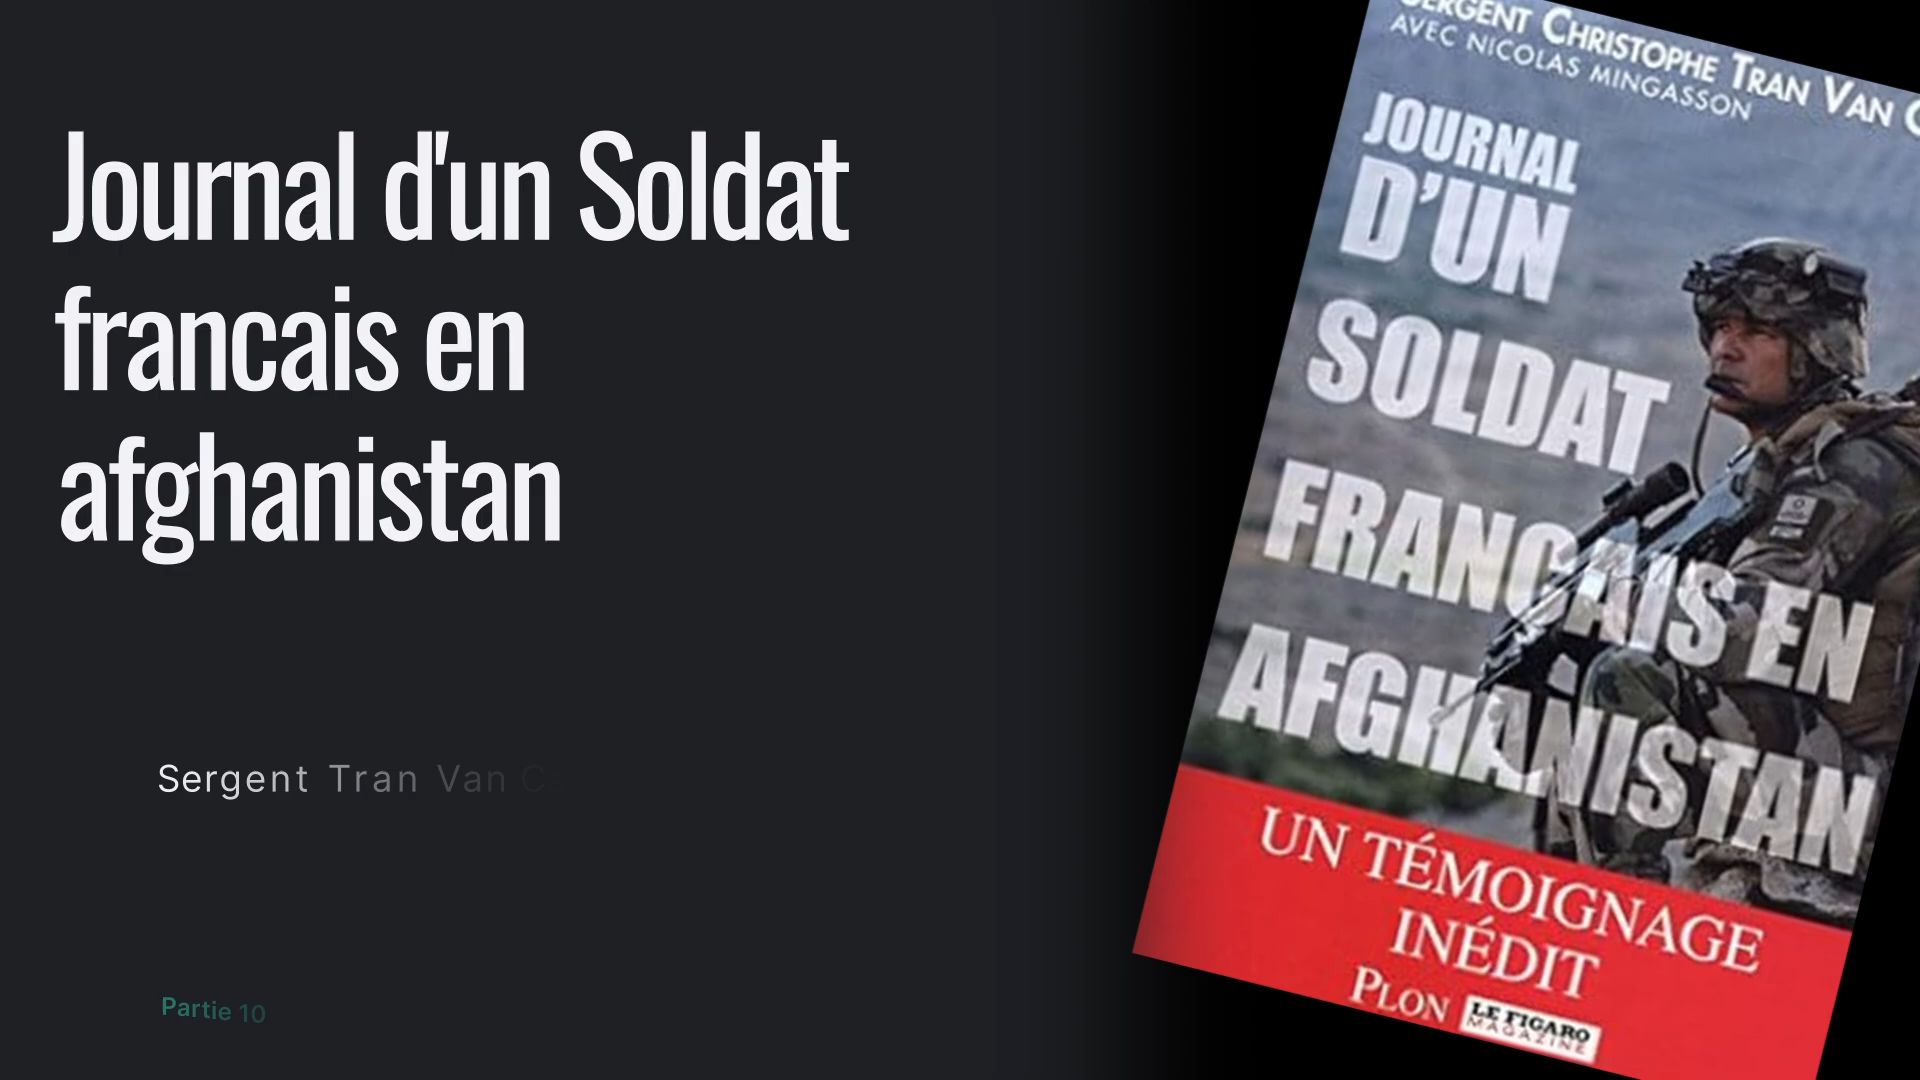 Journal d'un Soldat
francais en
afghanistan
Sergent Tran Van
Partie 10
SERGENT CHRISTOPHE TRAN VAN
AVEC NICOLAS MINGASSON
JOURNAL
D'UN
SOLDAT
FRANÇAIS EN
AFGHANISTAN
UN TÉMOIGNAGE
INÉDIT
PLON
LE FIGARO
MAGAZINE